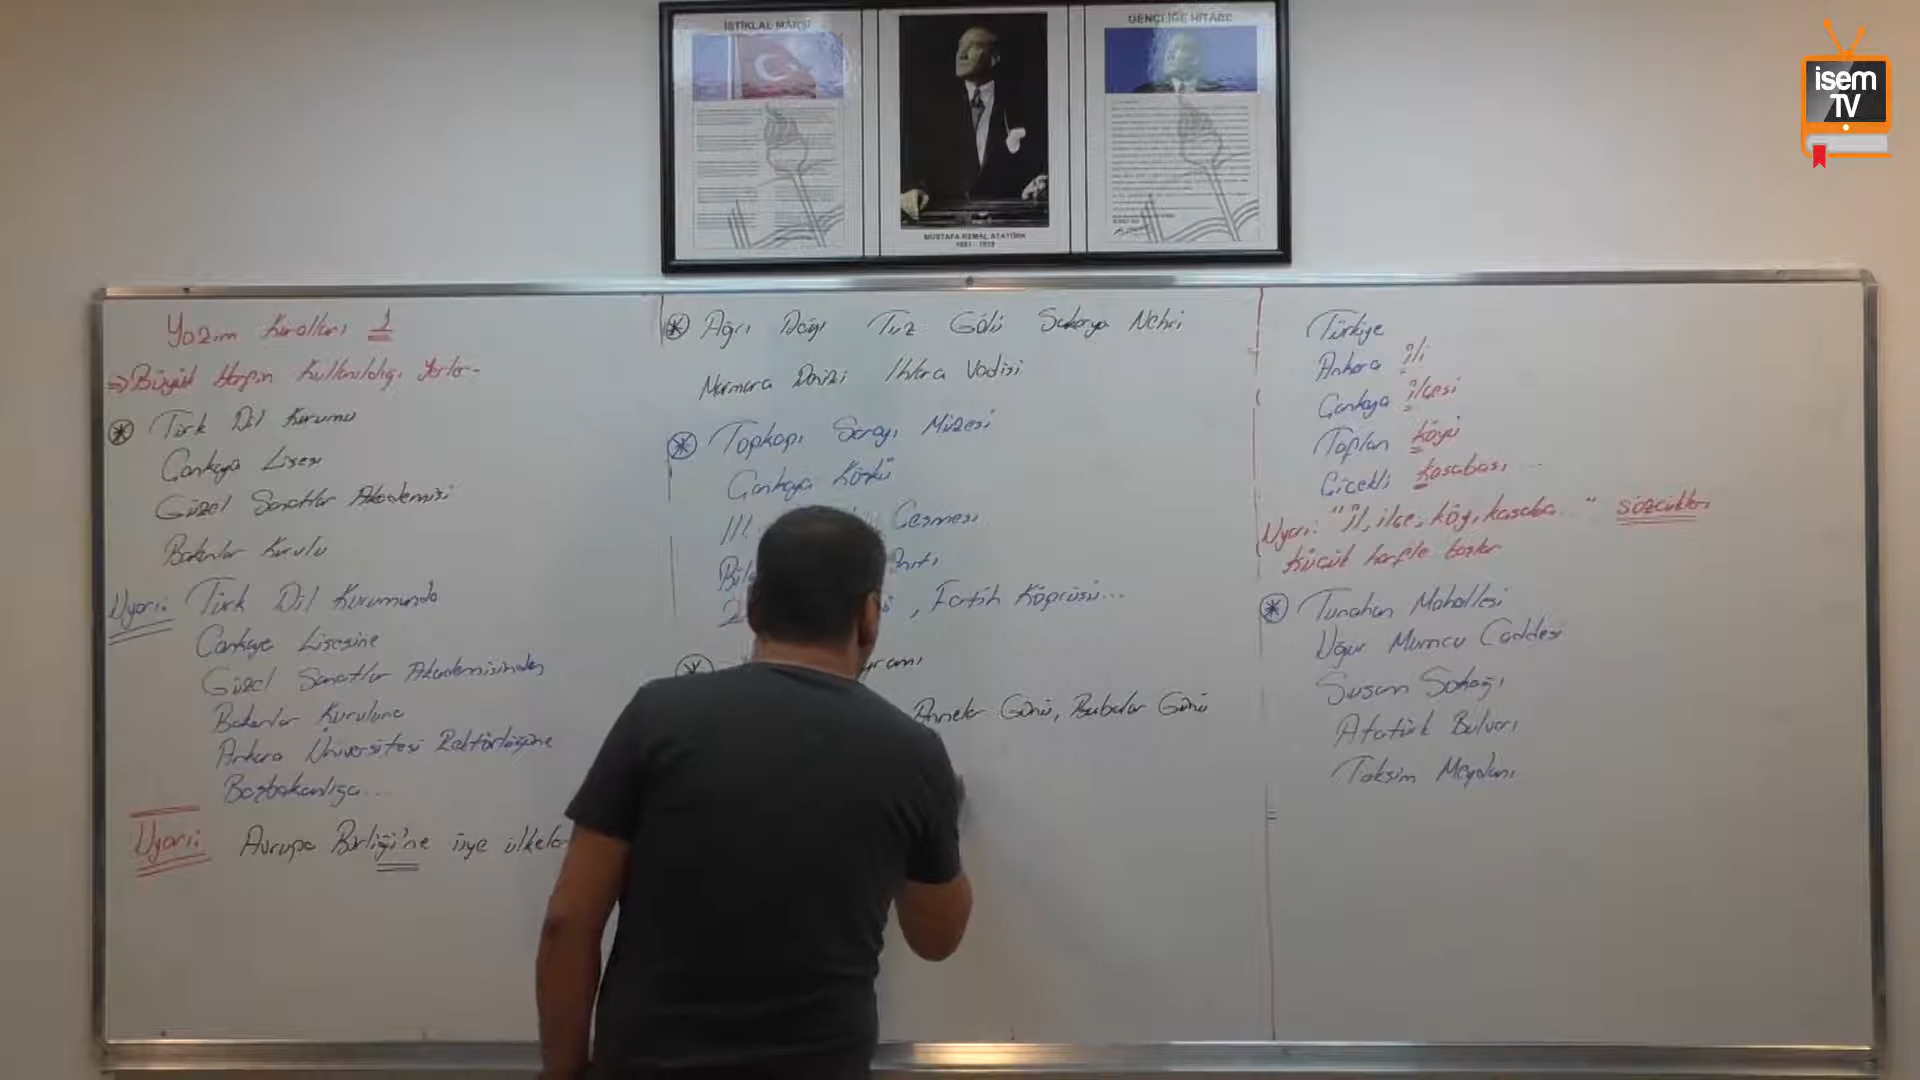 İSTİKLAL MARŞI
GENÇLİĞE HİTABE
MUSTAFA KEMAL ATATÜRK
1881 - 1938
isem
TV
Yazım Kuralları 1
⇒ Büyük Harfin Kullanıldığı Yerler-
Türk Dil Kurumu
Çankaya Lisesi
Güzel Sanatlar Akademisi
Bakanlar Kurulu
Uyarı: Türk Dil Kurumunda
Çankaya Lisesine
Güzel Sanatlar Akademisinden
Bakanlar Kuruluna
Ankara Üniversitesi Rektörlüğüne
Başbakanlığa...
Uyarı: Avrupa Birliği'ne üye ülkeler
Ağrı Dağı Tuz Gölü Sakarya Nehri
Marmara Denizi Ihlara Vadisi
Topkapı Sarayı Müzesi
Çankaya Köşkü
III. Çeşmesi
, Fatih Köprüsü...
Anneler Günü, Babalar Günü
Türkiye
Ankara ili
Çankaya ilçesi
Taplan köyü
Çiçekli kasabası...
Uyarı: "İl, ilçe, köy, kasaba..." sözcükleri
küçük harfle başlar
Tunahan Mahallesi
Uğur Mumcu Caddesi
Susam Sokağı
Atatürk Bulvarı
Taksim Meydanı